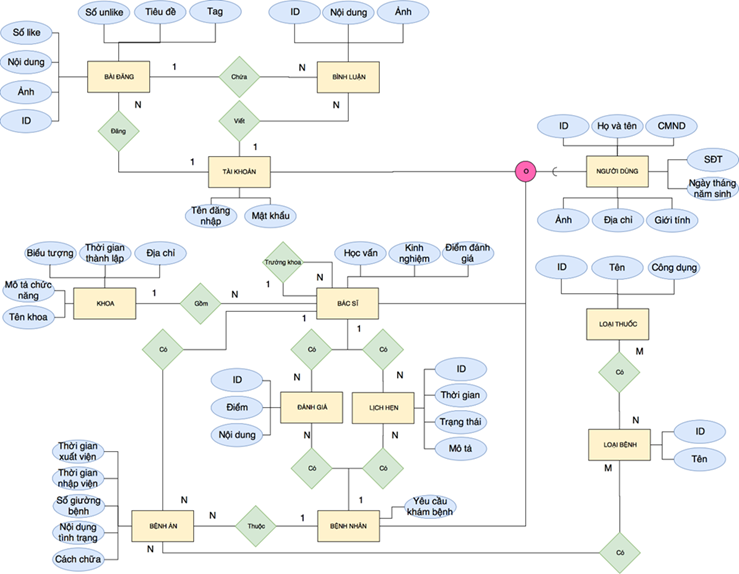 Số unlike
Tiêu đề
Tag
ID
Nội dung
Ảnh
Số like
Nội dung
Ảnh
ID
BÀI ĐĂNG
1
Chứa
N
BÌNH LUẬN
N
N
Đăng
Viết
1
1
TÀI KHOẢN
Tên đăng
nhập
Mật khẩu
O
ID
Họ và tên
CMND
NGƯỜI DÙNG
SĐT
Ngày tháng
năm sinh
Ảnh
Địa chỉ
Giới tính
Biểu tượng
Thời gian
thành lập
Địa chỉ
Mô tả chức
năng
Tên khoa
KHOA
1
Gồm
N
Trưởng khoa
N
1
Học vấn
Kinh
nghiệm
Điểm đánh
giá
BÁC SĨ
1
1
ID
Tên
Công dụng
LOẠI THUỐC
M
Có
N
LOẠI BỆNH
ID
Tên
M
Có
Có
Có
N
N
ID
Điểm
Nội dung
ĐÁNH GIÁ
LỊCH HẸN
ID
Thời gian
Trạng thái
Mô tả
N
N
Có
Có
1
Yêu cầu
khám bệnh
Thời gian
xuất viện
Thời gian
nhập viện
Số giường
bệnh
Nội dụng
tình trạng
Cách chữa
N
BỆNH ÁN
N
Thuộc
1
BỆNH NHÂN
N
Có